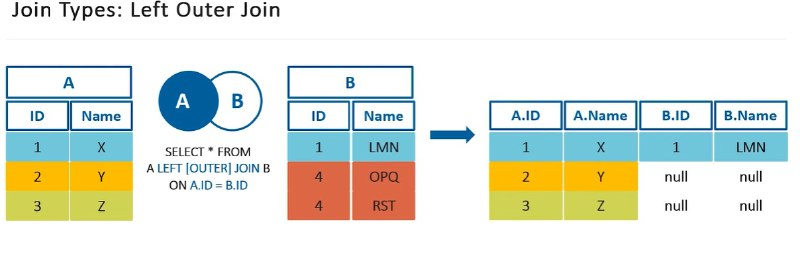 Join Types: Left Outer Join
A
ID Name
1 X
2 Y
3 Z
A B
SELECT * FROM
A LEFT [OUTER] JOIN B
ON A.ID = B.ID
B
ID Name
1 LMN
4 OPQ
4 RST
A.ID A.Name B.ID B.Name
1 X 1 LMN
2 Y null null
3 Z null null